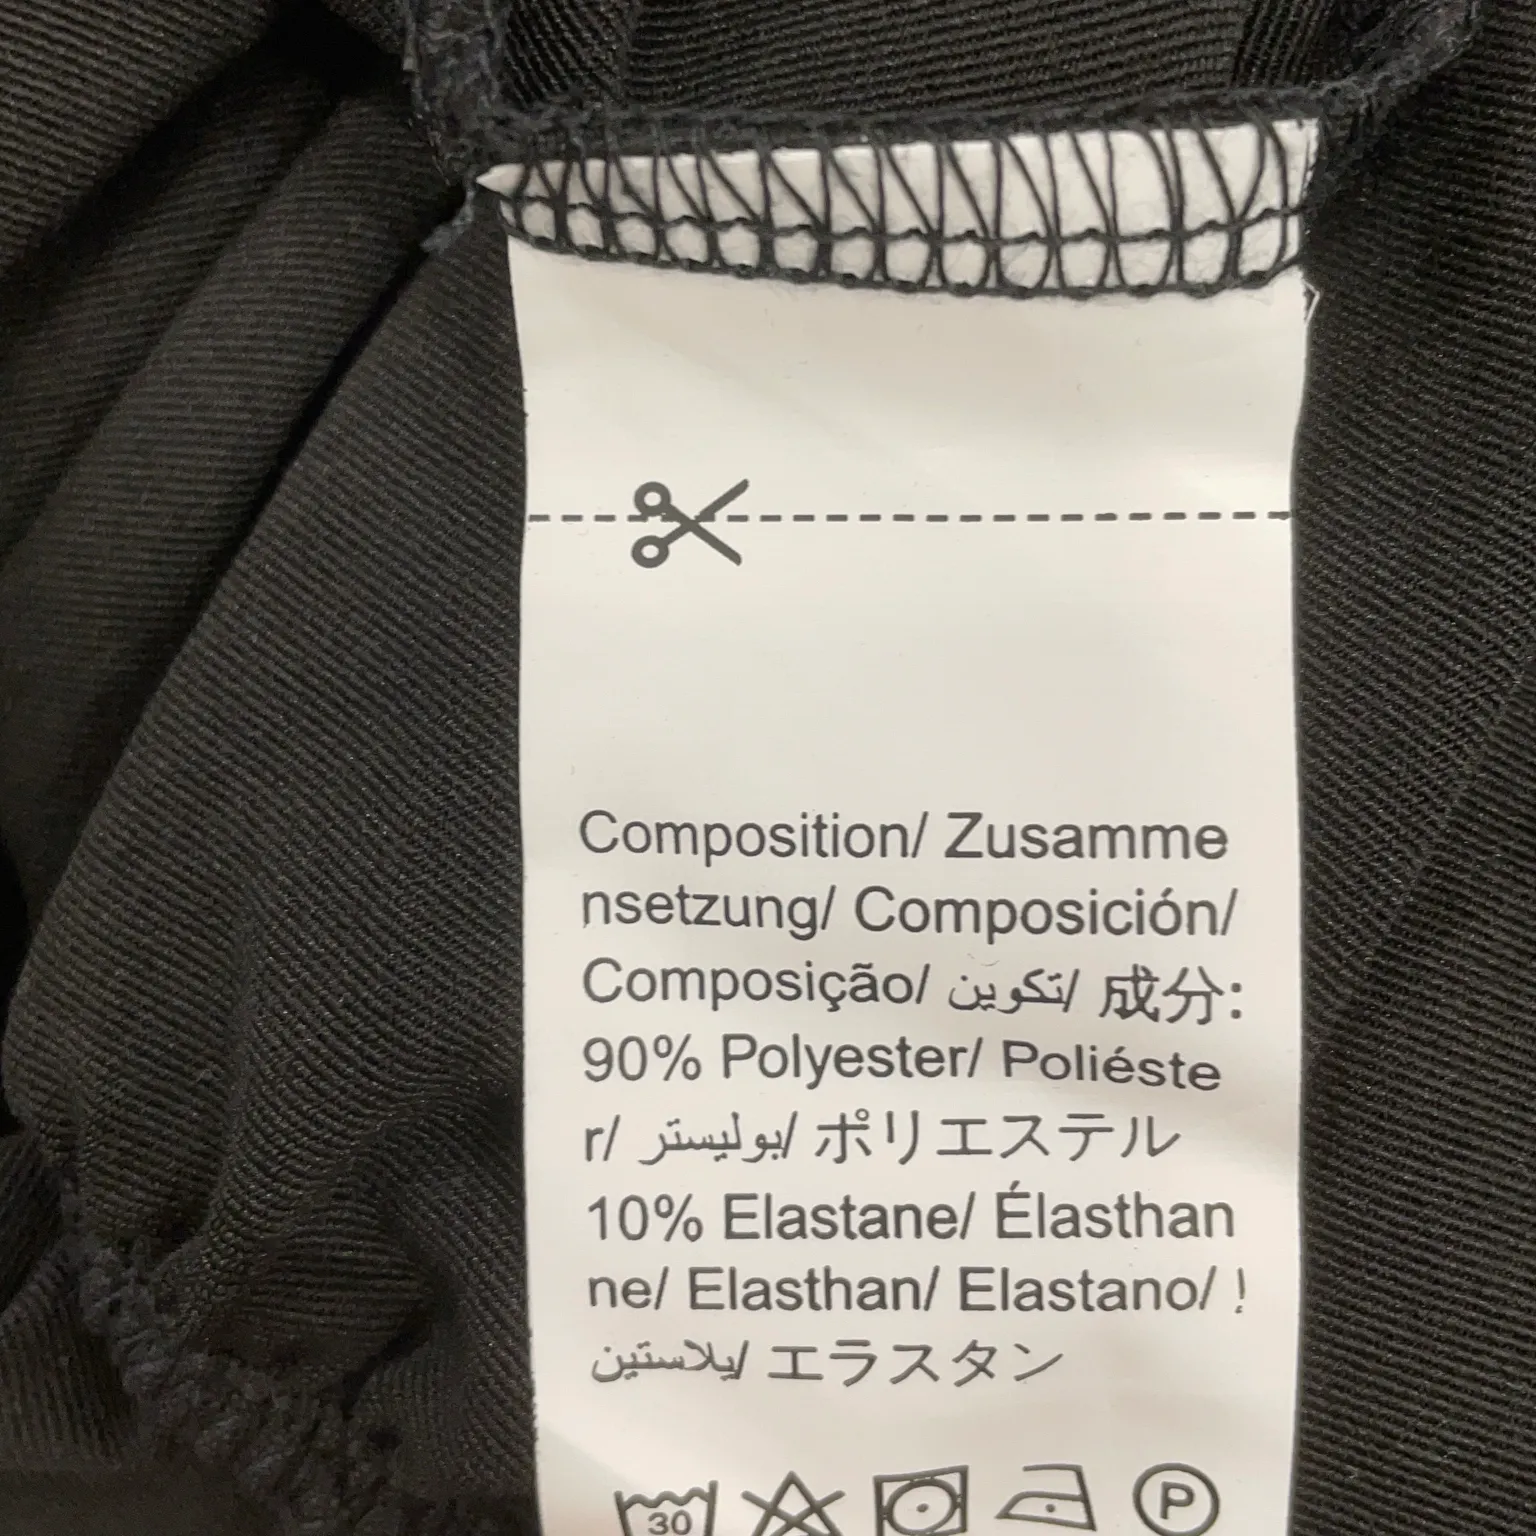 Composition/ Zusamme
nsetzung/ Composición/
Composição/ تكوين/ 成分:
90% Polyester/ Poliéste
r/ بوليستر/ ポリエステル
10% Elastane/ Élasthan
ne/ Elasthan/ Elastano/ !
يلاستين/ エラスタン
30
P